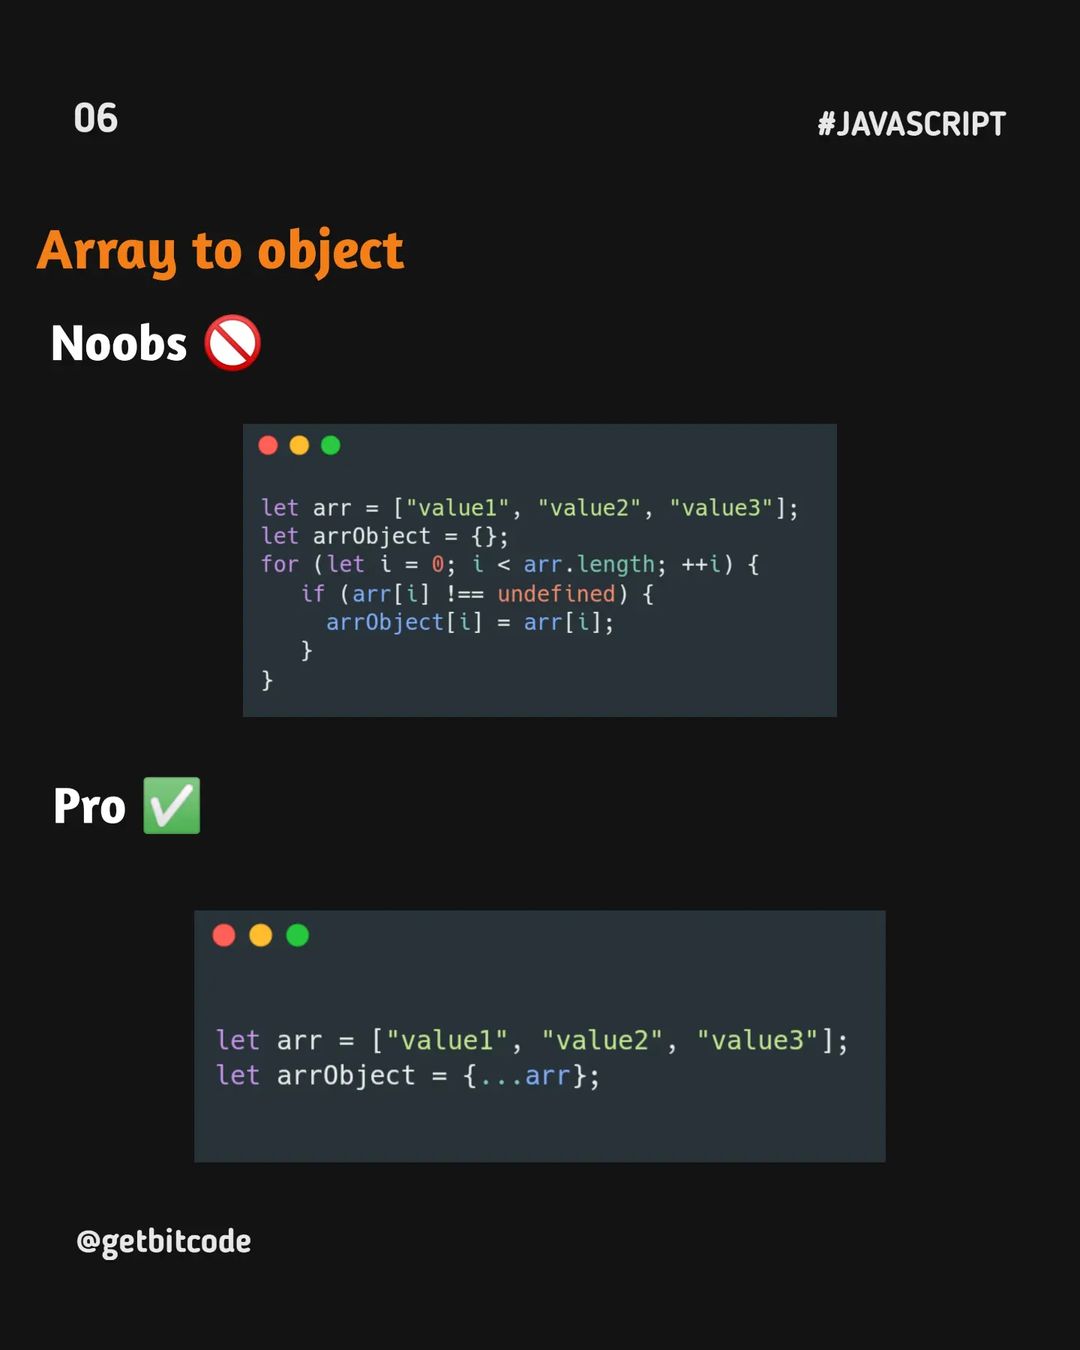 06
#JAVASCRIPT
Array to object
Noobs 🚫
let arr = ["value1", "value2", "value3"];
let arrObject = {};
for (let i = 0; i < arr.length; ++i) {
   if (arr[i] !== undefined) {
     arrObject[i] = arr[i];
   }
}
Pro ✅
let arr = ["value1", "value2", "value3"];
let arrObject = {...arr};
@getbitcode